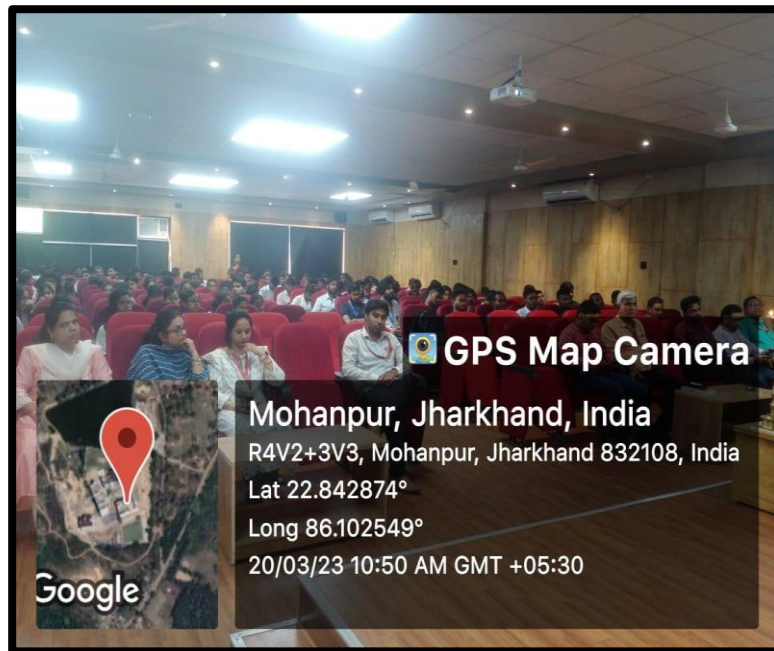 GPS Map Camera
Mohanpur, Jharkhand, India
R4V2+3V3, Mohanpur, Jharkhand 832108, India
Lat 22.842874°
Long 86.102549°
20/03/23 10:50 AM GMT +05:30
Google